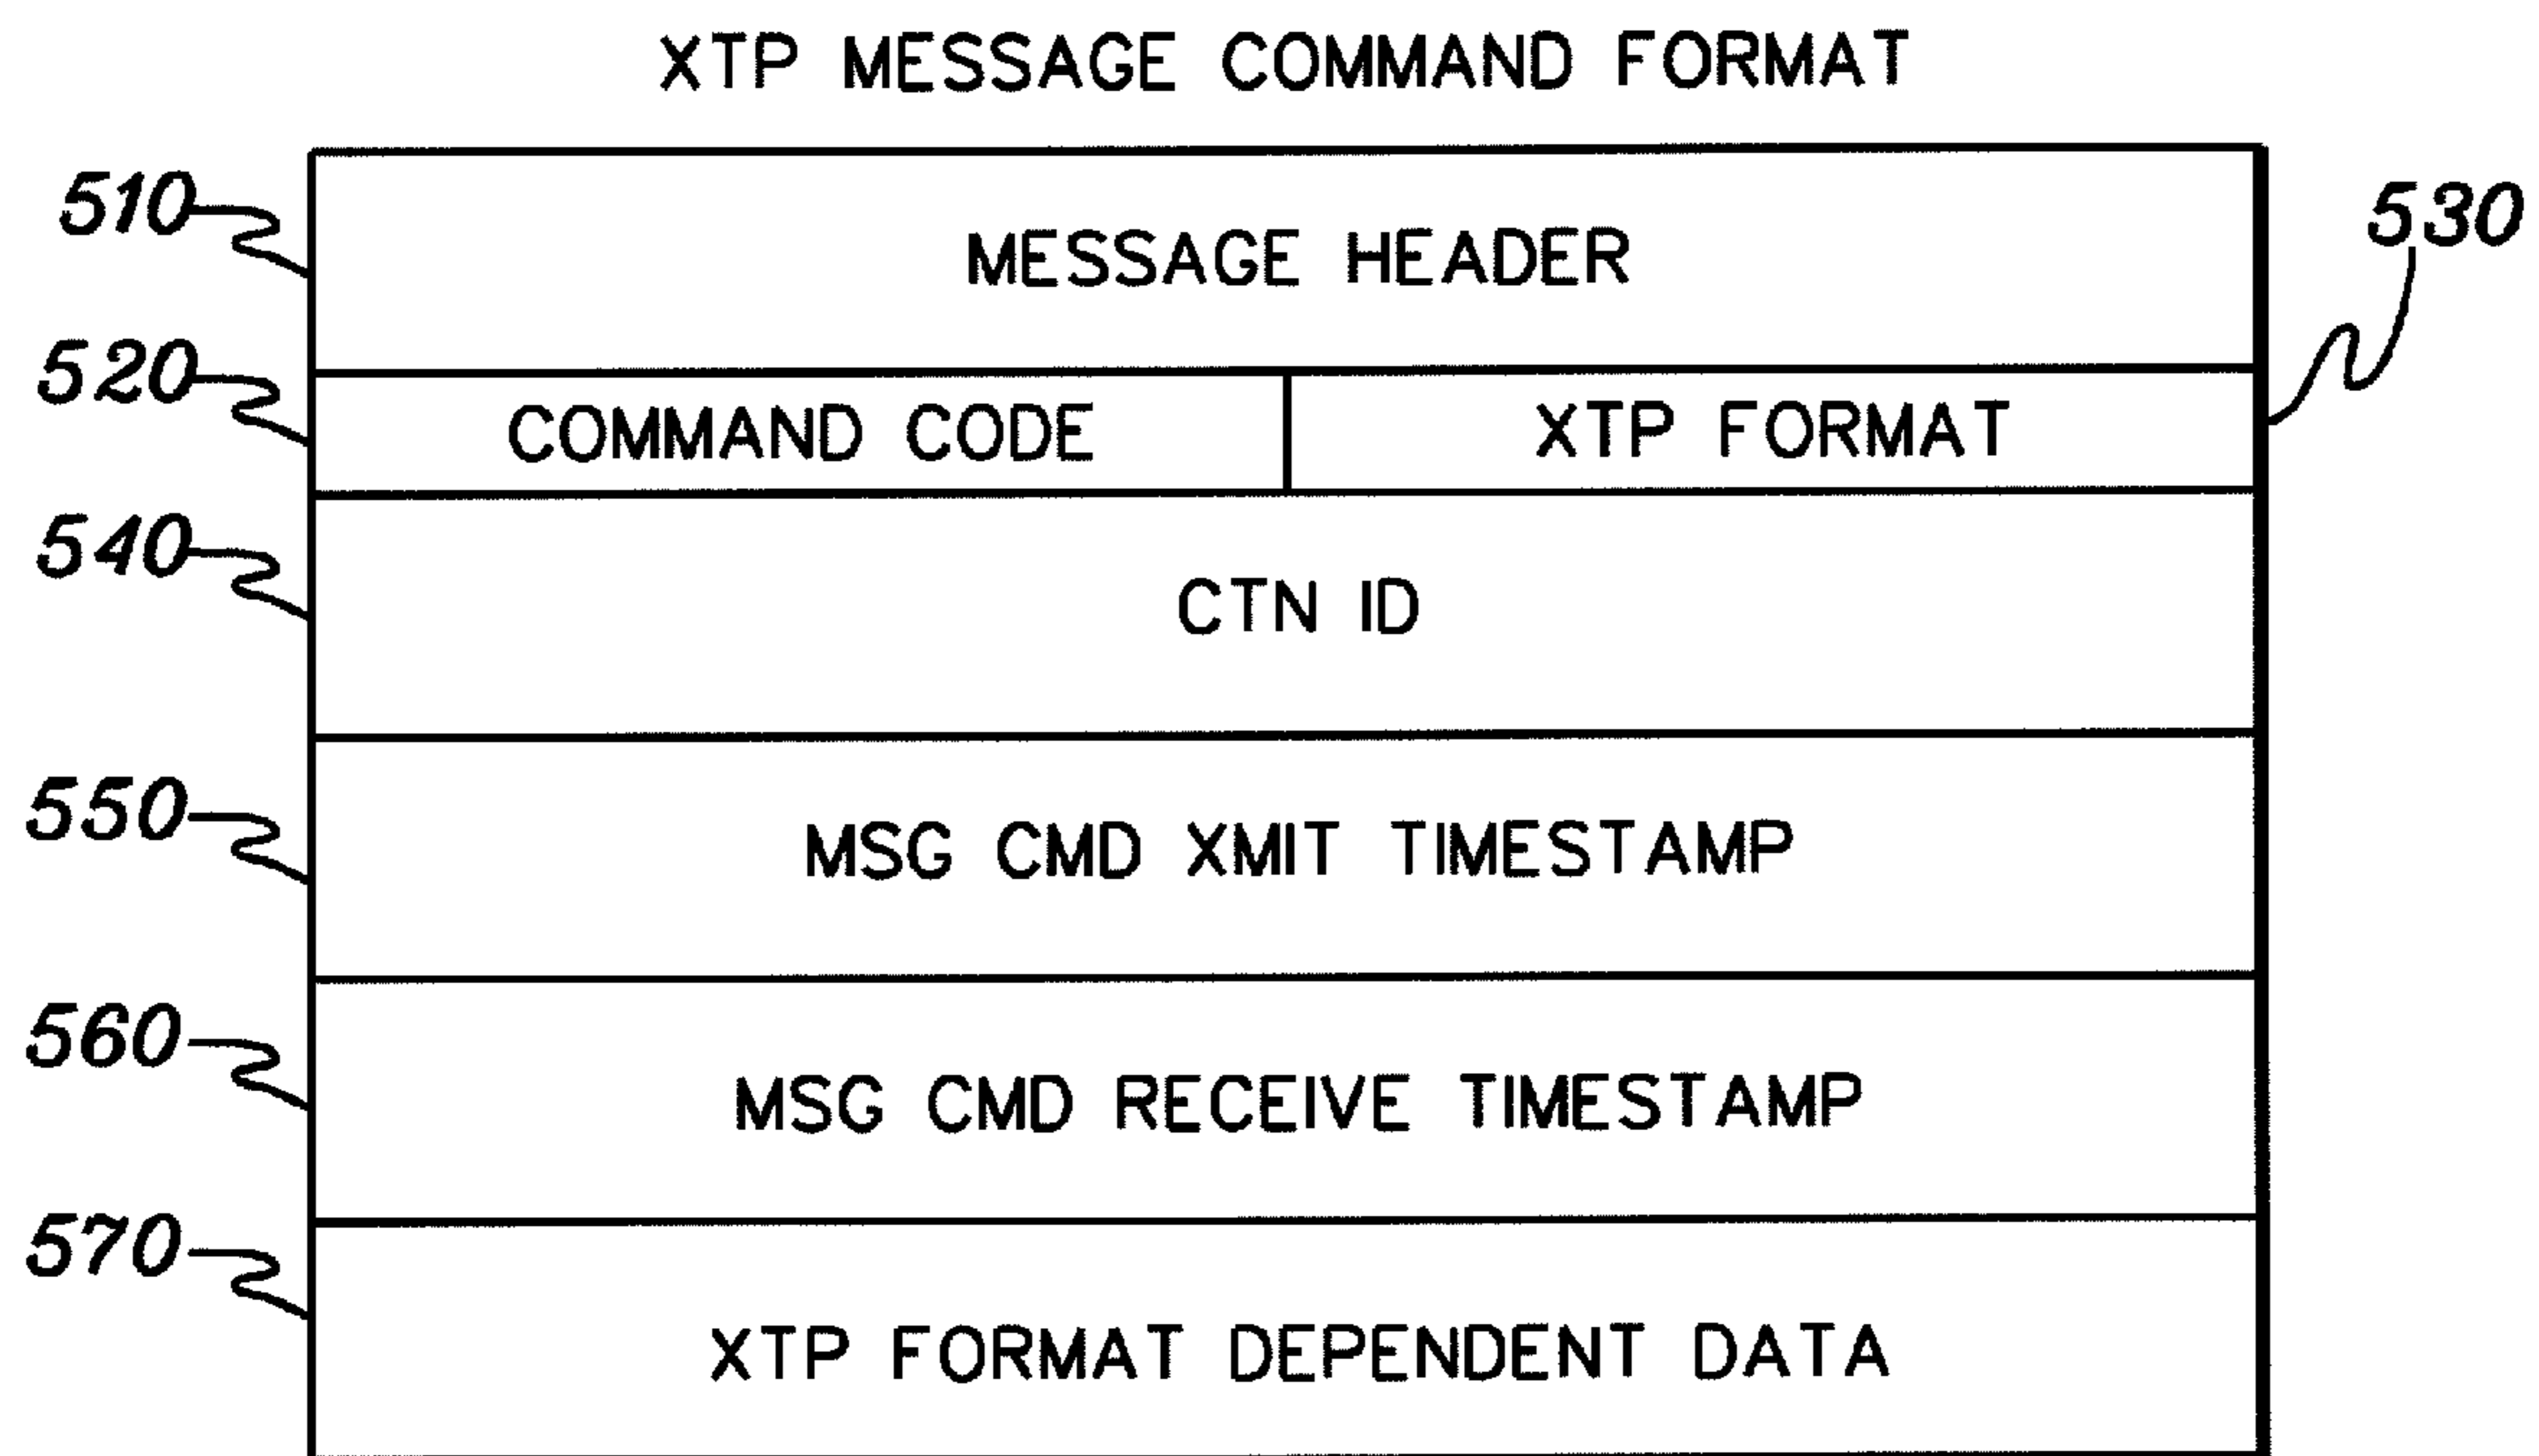 XTP MESSAGE COMMAND FORMAT
510
MESSAGE HEADER
530
520
COMMAND CODE
XTP FORMAT
540
CTN ID
550
MSG CMD XMIT TIMESTAMP
560
MSG CMD RECEIVE TIMESTAMP
570
XTP FORMAT DEPENDENT DATA